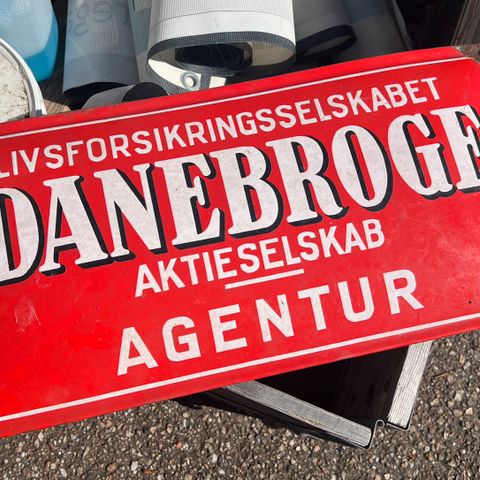 LIVSFORSIKRINGSSELSKABET
DANEBROGE
AKTIESELSKAB
AGENTUR